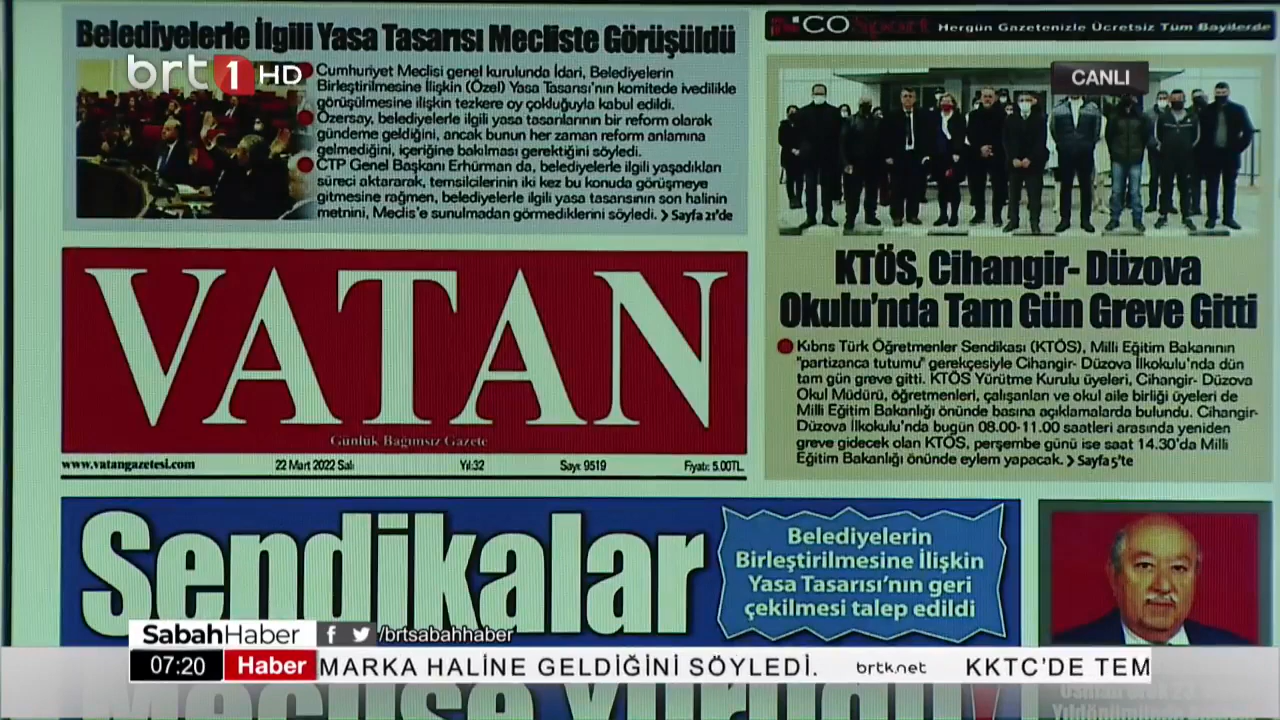 Belediyelerle İlgili Yasa Tasarısı Mecliste Görüşüldü
brt 1 HD
Cumhuriyet Meclisi genel kurulunda İdari, Belediyelerin
Birleştirilmesine İlişkin (Özel) Yasa Tasarısı'nın komitede ivedilikle
görüşülmesine ilişkin tezkere oy çokluğuyla kabul edildi.
Özersay, belediyelerle ilgili yasa tasarılarının bir reform olarak
gündeme geldiğini, ancak bunun her zaman reform anlamına
gelmediğini, içeriğine bakılması gerektiğini söyledi.
CTP Genel Başkanı Erhürman da, belediyelerle ilgili yaşadıkları
süreci aktararak, temsilcilerinin iki kez bu konuda görüşmeye
gitmesine rağmen, belediyelerle ilgili yasa tasarısının son halinin
metnini, Meclis'e sunulmadan görmediklerini söyledi. > Sayfa 21'de
Hergün Gazetenizle Ücretsiz Tüm Bayilerde
CANLI
KTÖS, Cihangir- Düzova
Okulu'nda Tam Gün Greve Gitti
Kıbrıs Türk Öğretmenler Sendikası (KTÖS), Milli Eğitim Bakanının
"partizanca tutumu" gerekçesiyle Cihangir- Düzova İlkokulu'nda dün
tam gün greve gitti. KTÖS Yürütme Kurulu üyeleri, Cihangir- Düzova
Okul Müdürü, öğretmenleri, çalışanları ve okul aile birliği üyeleri de
Milli Eğitim Bakanlığı önünde basına açıklamalarda bulundu. Cihangir-
Düzova İlkokulu'nda bugün 08.00-11.00 saatleri arasında yeniden
greve gidecek olan KTÖS, perşembe günü ise saat 14.30'da Milli
Eğitim Bakanlığı önünde eylem yapacak. > Sayfa 5'te
VATAN
Günlük Bağımsız Gazete
www.vatangazetesi.com 22 Mart 2022 Salı Yıl:32 Sayı: 9519 Fiyatı: 5.00TL.
Sendikalar
Belediyelerin
Birleştirilmesine İlişkin
Yasa Tasarısı'nın geri
çekilmesi talep edildi
SabahHaber /brtsabahhaber
07:20 Haber MARKA HALİNE GELDİĞİNİ SÖYLEDİ. brtk.net KKTC'DE TEM
Meclise Yürüdü